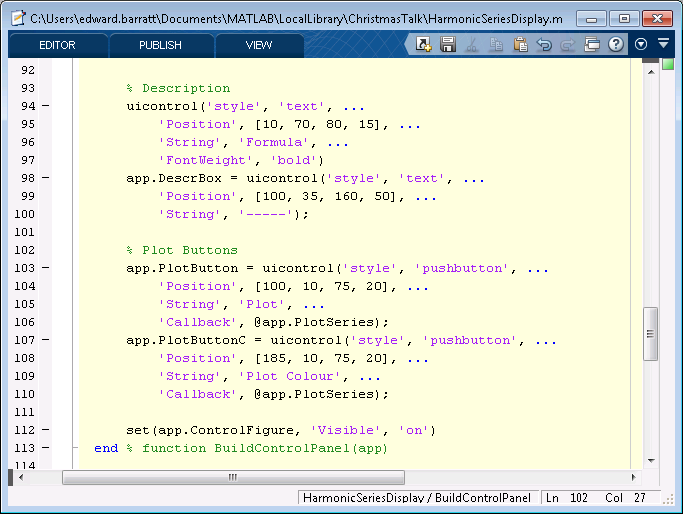 C:\Users\edward.barratt\Documents\MATLAB\LocalLibrary\ChristmasTalk\HarmonicSeriesDisplay.m
EDITOR PUBLISH VIEW
92
93 % Description
94 – uicontrol('style', 'text', ...
95 'Position', [10, 70, 80, 15], ...
96 'String', 'Formula', ...
97 'FontWeight', 'bold')
98 – app.DescrBox = uicontrol('style', 'text', ...
99 'Position', [100, 35, 160, 50], ...
100 'String', '-----');
101
102 % Plot Buttons
103 – app.PlotButton = uicontrol('style', 'pushbutton', ...
104 'Position', [100, 10, 75, 20], ...
105 'String', 'Plot', ...
106 'Callback', @app.PlotSeries);
107 – app.PlotButtonC = uicontrol('style', 'pushbutton', ...
108 'Position', [185, 10, 75, 20], ...
109 'String', 'Plot Colour', ...
110 'Callback', @app.PlotSeries);
111
112 – set(app.ControlFigure, 'Visible', 'on')
113 – end % function BuildControlPanel(app)
114
HarmonicSeriesDisplay / BuildControlPanel Ln 102 Col 27